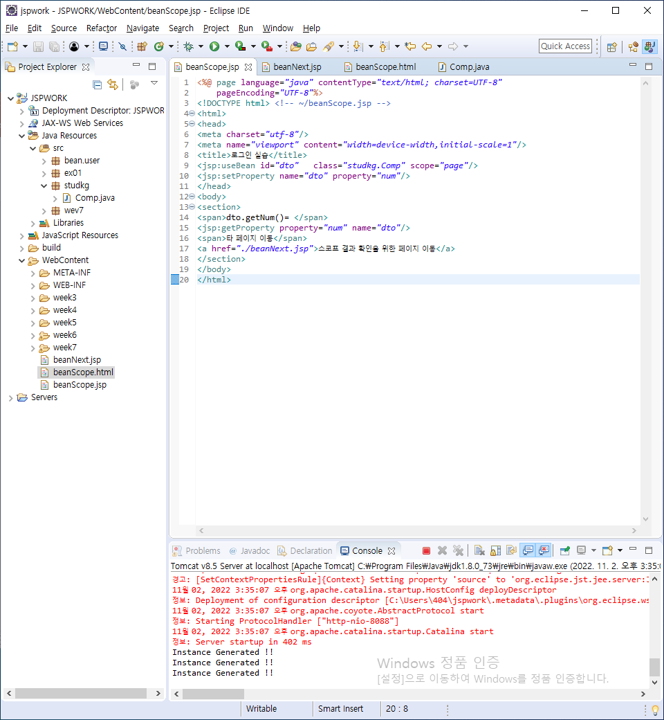 jspwork - JSPWORK/WebContent/beanScope.jsp - Eclipse IDE
File Edit Source Refactor Navigate Search Project Run Window Help
Quick Access
Project Explorer
JSPWORK
Deployment Descriptor: JSPWOR
JAX-WS Web Services
Java Resources
src
bean.user
ex01
studkg
Comp.java
wev7
Libraries
JavaScript Resources
build
WebContent
META-INF
WEB-INF
week3
week4
week5
week6
week7
beanNext.jsp
beanScope.html
beanScope.jsp
Servers
beanScope.jsp beanNext.jsp beanScope.html Comp.java
1 <%@ page language="java" contentType="text/html; charset=UTF-8"
2 pageEncoding="UTF-8"%>
3 <!DOCTYPE html> <!-- ~/beanScope.jsp -->
4 <html>
5 <head>
6 <meta charset="utf-8"/>
7 <meta name="viewport" content="width=device-width,initial-scale=1"/>
8 <title>로그인 실습</title>
9 <jsp:useBean id="dto" class="studkg.Comp" scope="page"/>
10 <jsp:setProperty name="dto" property="num"/>
11 </head>
12 <body>
13 <section>
14 <span>dto.getNum()= </span>
15 <jsp:getProperty property="num" name="dto"/>
16 <span>타 페이지 이동</span>
17 <a href="./beanNext.jsp">스코프 결과 확인을 위한 페이지 이동</a>
18 </section>
19 </body>
20 </html>
Problems Javadoc Declaration Console
Tomcat v8.5 Server at localhost [Apache Tomcat] C:₩Program Files₩Java₩jdk1.8.0_73₩jre₩bin₩javaw.exe (2022. 11. 2. 오후 3:35:0
경고: [SetContextPropertiesRule]{Context} Setting property 'source' to 'org.eclipse.jst.jee.server:
11월 02, 2022 3:35:07 오후 org.apache.catalina.startup.HostConfig deployDescriptor
정보: Deployment of configuration descriptor [C:\Users\404\jspwork\.metadata\.plugins\org.eclipse.ws
11월 02, 2022 3:35:07 오후 org.apache.coyote.AbstractProtocol start
정보: Starting ProtocolHandler ["http-nio-8088"]
11월 02, 2022 3:35:07 오후 org.apache.catalina.startup.Catalina start
정보: Server startup in 402 ms
Instance Generated !!
Instance Generated !!
Instance Generated !!
Windows 정품 인증
[설정]으로 이동하여 Windows를 정품 인증합니다.
Writable Smart Insert 20 : 8